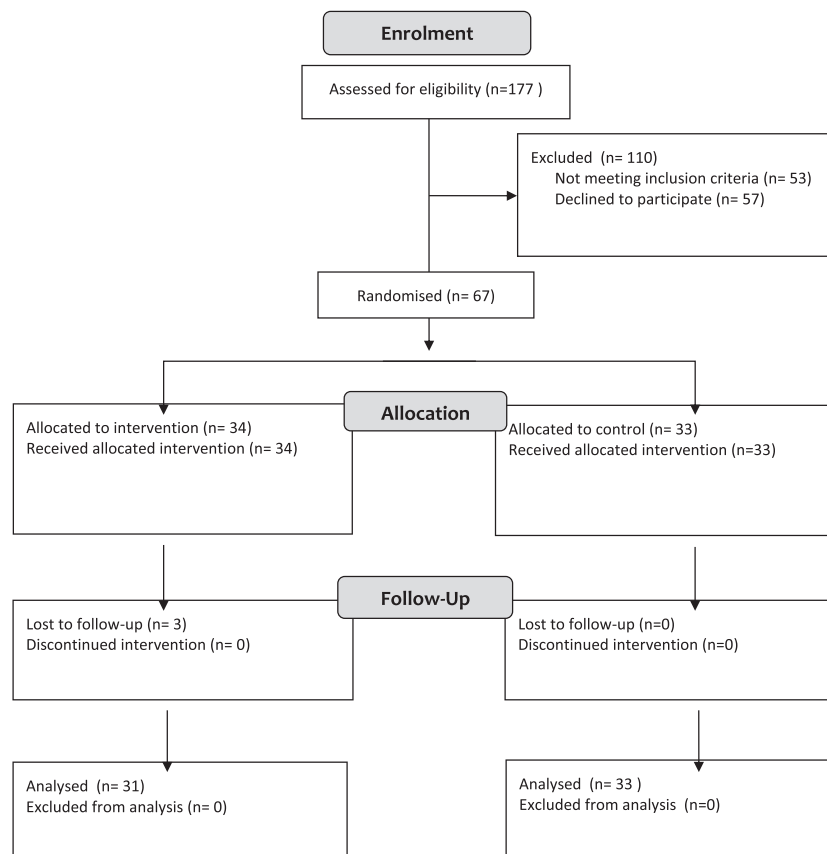 Enrolment
Assessed for eligibility (n=177 )
Excluded  (n= 110)
Not meeting inclusion criteria (n= 53)
Declined to participate (n= 57)
Randomised (n= 67)
Allocation
Allocated to intervention (n= 34)
Received allocated intervention (n= 34)
Allocated to control (n= 33)
Received allocated intervention (n=33)
Follow-Up
Lost to follow-up (n= 3)
Discontinued intervention (n= 0)
Lost to follow-up (n=0)
Discontinued intervention (n=0)
Analysed  (n= 31)
Excluded from analysis (n= 0)
Analysed  (n= 33 )
Excluded from analysis  (n=0)